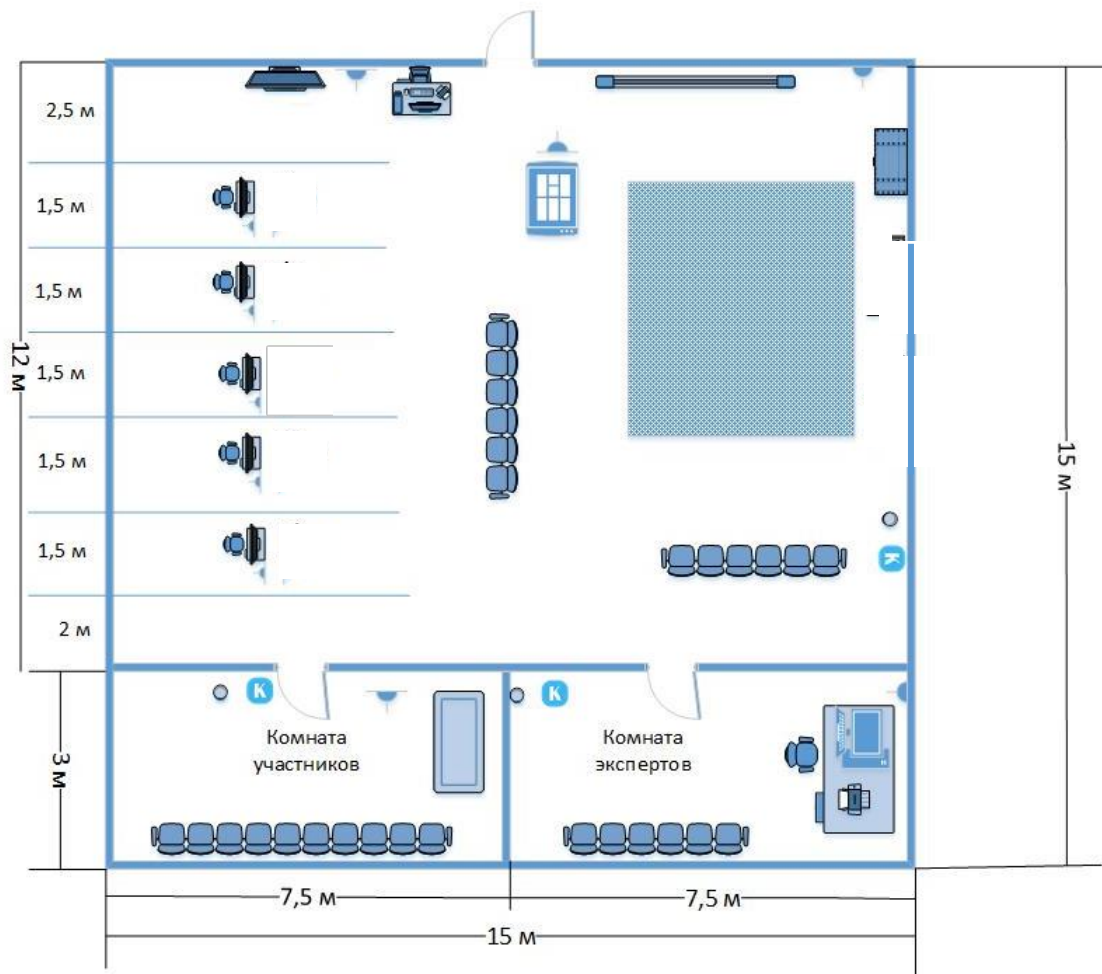 2,5 м
1,5 м
1,5 м
12 м
1,5 м
1,5 м
15 м
1,5 м
K
2 м
K
K
Комната
участников
Комната
экспертов
3 м
7,5 м
7,5 м
15 м